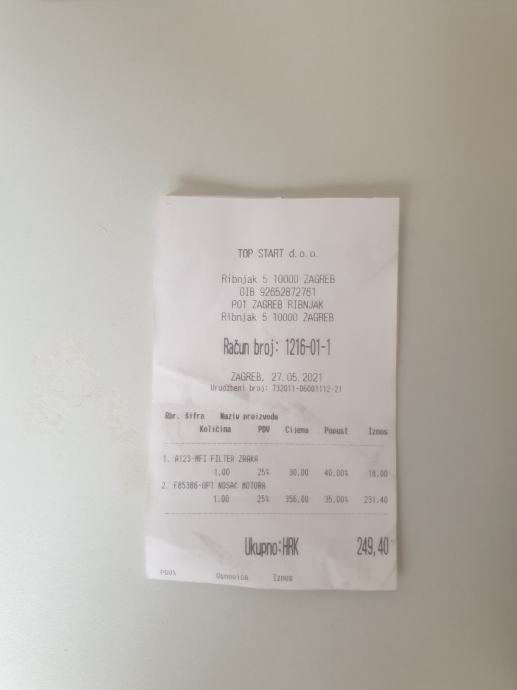 TOP START d.o.o.
Ribnjak 5 10000 ZAGREB
OIB 92652872761
PO1 ZAGREB RIBNJAK
Ribnjak 5 10000 ZAGREB
Račun broj: 1216-01-1
ZAGREB, 27.05.2021
Urudžbeni broj: 732011-06001112-21
Rbr. Šifra Naziv proizvoda
Količina PDV Cijena Popust Iznos
1. A123-MFI FILTER ZRAKA
1.00 25% 30,00 40.00% 18,00
2. F85386-OPT NOSAC MOTORA
1.00 25% 356,00 35.00% 231,40
Ukupno:HRK 249,40
PDV% Osnovica Iznos